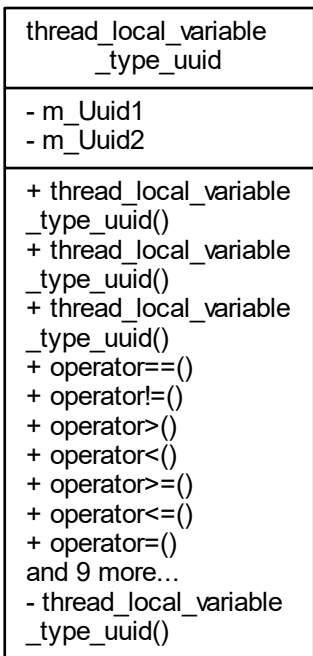 thread_local_variable
_type_uuid
- m_Uuid1
- m_Uuid2
+ thread_local_variable
_type_uuid()
+ thread_local_variable
_type_uuid()
+ thread_local_variable
_type_uuid()
+ operator==()
+ operator!=()
+ operator>()
+ operator<()
+ operator>=()
+ operator<=()
+ operator=()
and 9 more...
- thread_local_variable
_type_uuid()